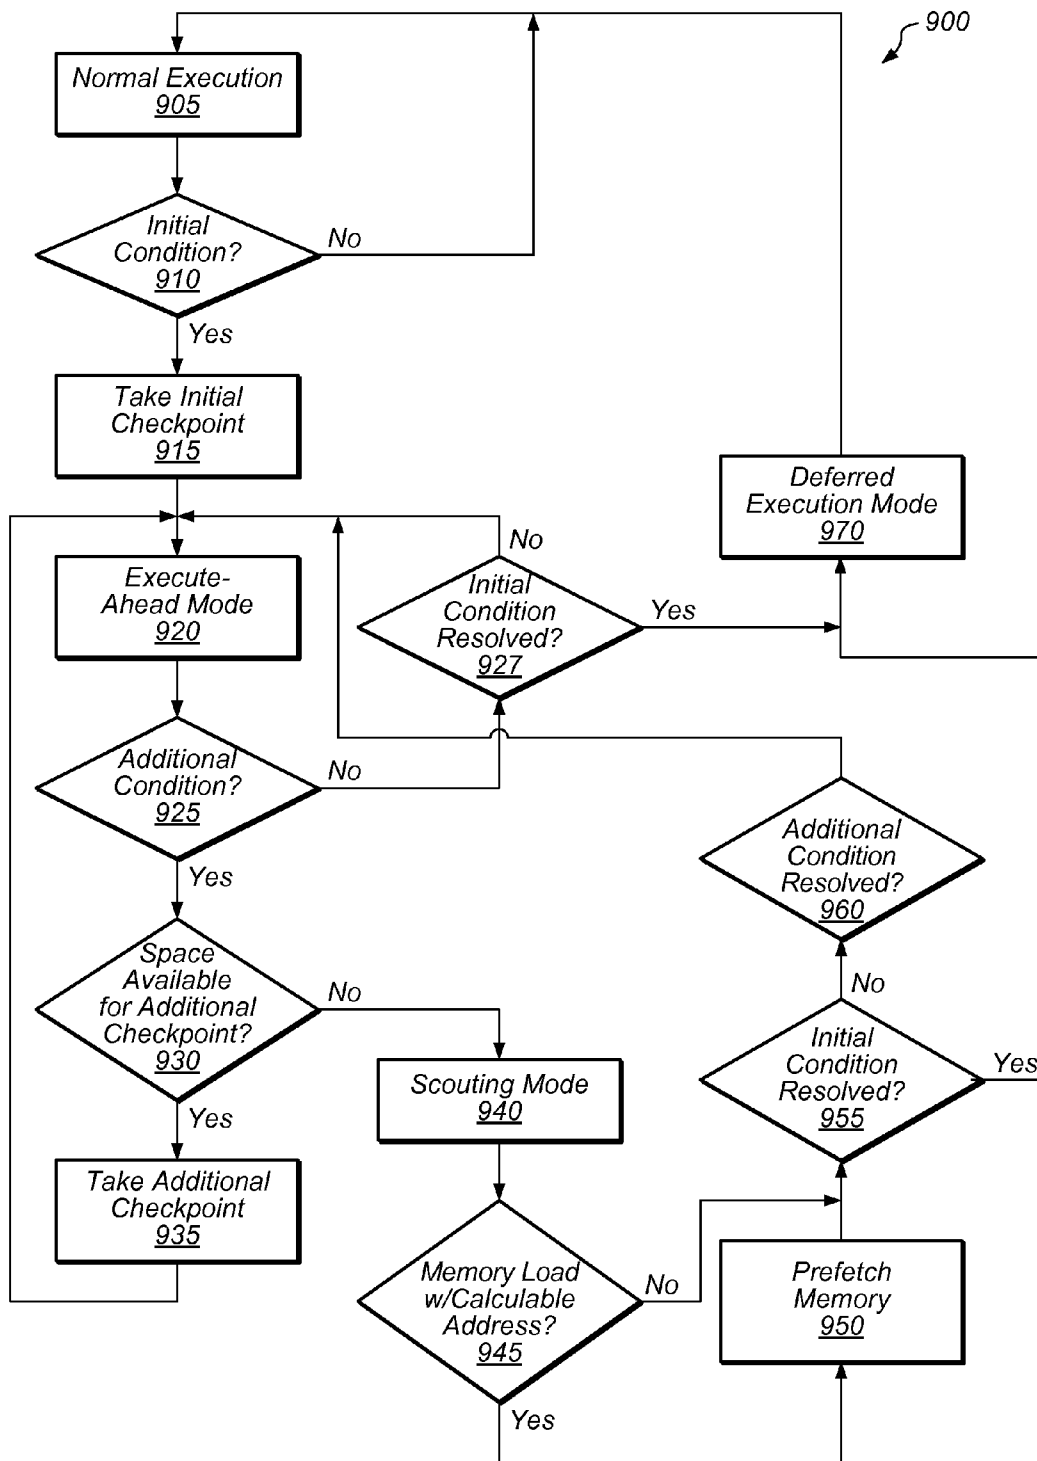 900
Normal Execution
905
Initial
Condition?
910
No
Yes
Take Initial
Checkpoint
915
Deferred
Execution Mode
970
No
Execute-
Ahead Mode
920
Initial
Condition
Resolved?
927
Yes
Additional
Condition?
925
No
Yes
Additional
Condition
Resolved?
960
Space
Available
for Additional
Checkpoint?
930
No
No
Initial
Condition
Resolved?
955
Yes
Scouting Mode
940
Yes
Take Additional
Checkpoint
935
Memory Load
w/Calculable
Address?
945
No
Prefetch
Memory
950
Yes